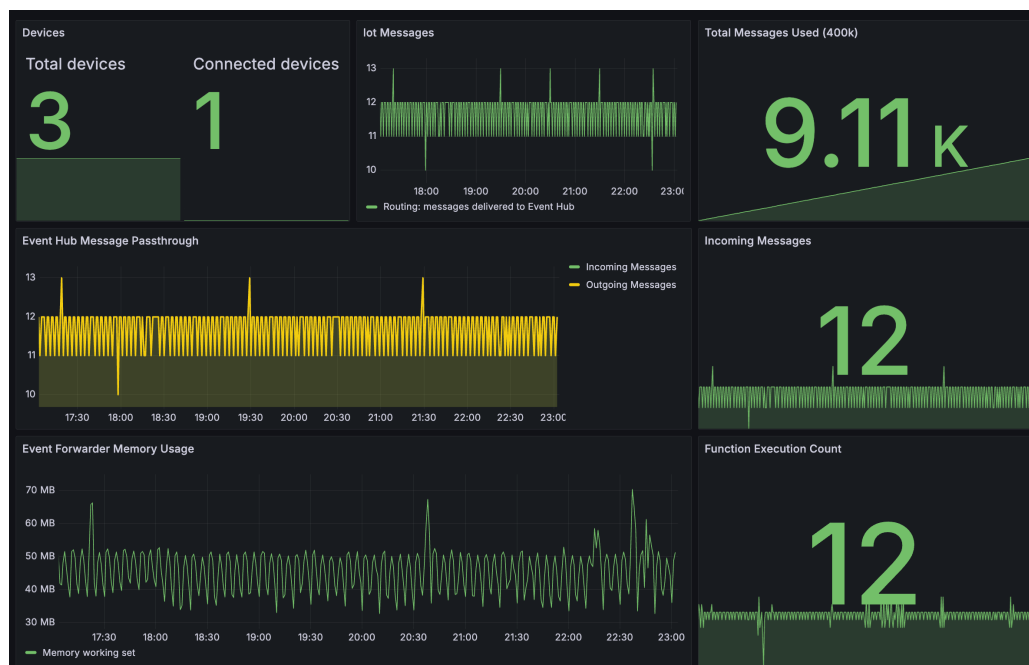 Devices
Total devices
3
Connected devices
1
Iot Messages
13
12
11
10
18:00 19:00 20:00 21:00 22:00 23:00
Routing: messages delivered to Event Hub
Total Messages Used (400k)
9.11 K
Event Hub Message Passthrough
13
12
11
10
17:30 18:00 18:30 19:00 19:30 20:00 20:30 21:00 21:30 22:00 22:30 23:00
Incoming Messages
Outgoing Messages
Incoming Messages
12
Event Forwarder Memory Usage
70 MB
60 MB
50 MB
40 MB
30 MB
17:30 18:00 18:30 19:00 19:30 20:00 20:30 21:00 21:30 22:00 22:30 23:00
Memory working set
Function Execution Count
12